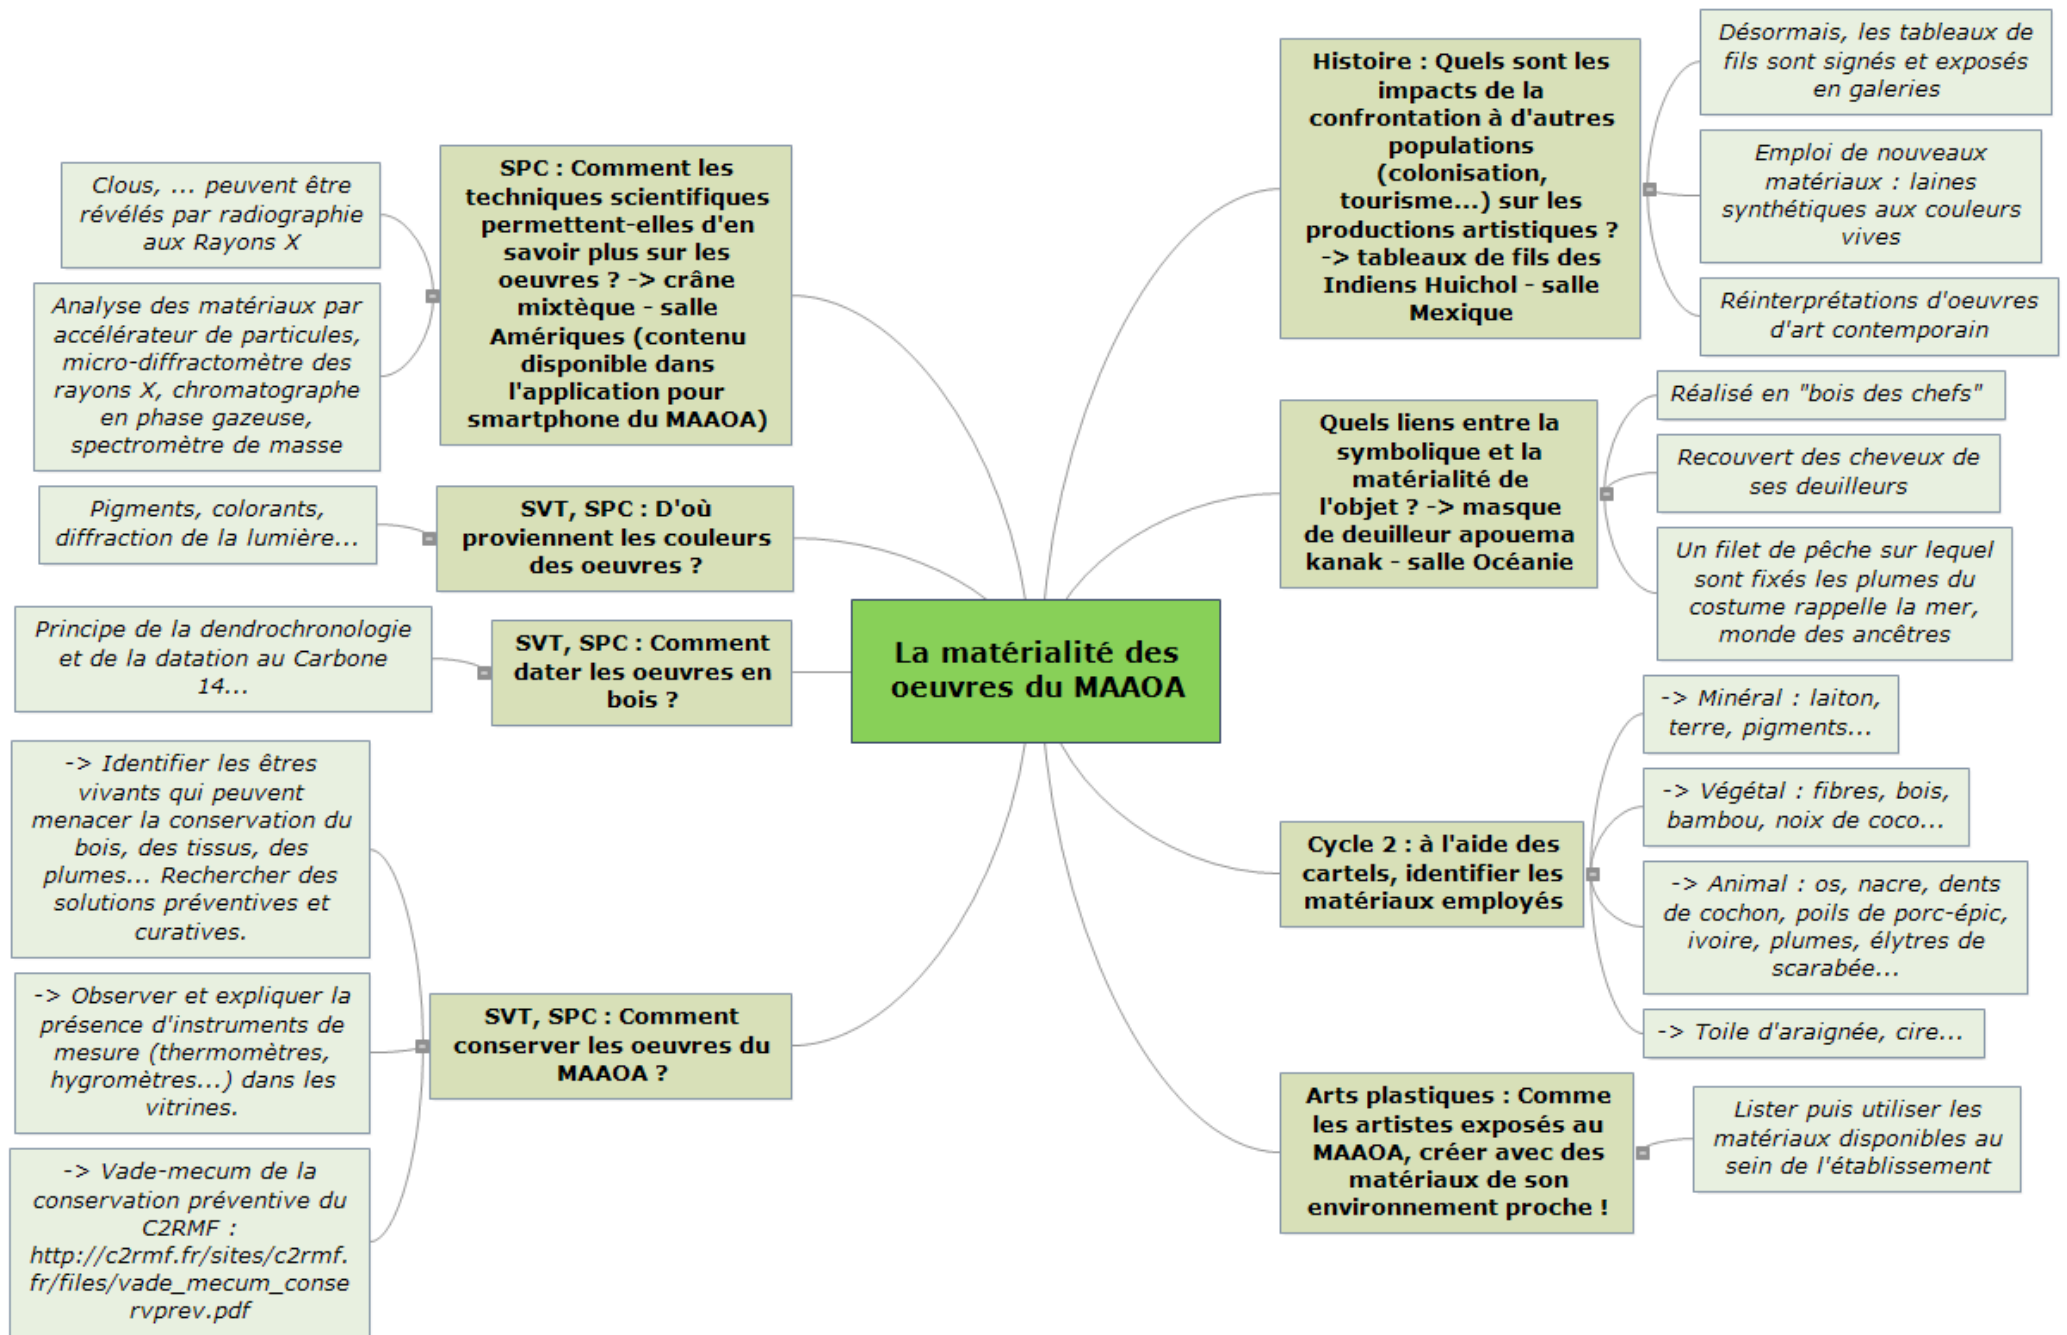 La matérialité des
oeuvres du MAAOA
Histoire : Quels sont les
impacts de la
confrontation à d'autres
populations
(colonisation,
tourisme...) sur les
productions artistiques ?
-> tableaux de fils des
Indiens Huichol - salle
Mexique
Désormais, les tableaux de
fils sont signés et exposés
en galeries
Emploi de nouveaux
matériaux : laines
synthétiques aux couleurs
vives
Réinterprétations d'oeuvres
d'art contemporain
Quels liens entre la
symbolique et la
matérialité de
l'objet ? -> masque
de deuilleur apouema
kanak - salle Océanie
Réalisé en "bois des chefs"
Recouvert des cheveux de
ses deuilleurs
Un filet de pêche sur lequel
sont fixés les plumes du
costume rappelle la mer,
monde des ancêtres
Cycle 2 : à l'aide des
cartels, identifier les
matériaux employés
-> Minéral : laiton,
terre, pigments...
-> Végétal : fibres, bois,
bambou, noix de coco...
-> Animal : os, nacre, dents
de cochon, poils de porc-épic,
ivoire, plumes, élytres de
scarabée...
-> Toile d'araignée, cire...
Arts plastiques : Comme
les artistes exposés au
MAAOA, créer avec des
matériaux de son
environnement proche !
Lister puis utiliser les
matériaux disponibles au
sein de l'établissement
SPC : Comment les
techniques scientifiques
permettent-elles d'en
savoir plus sur les
oeuvres ? -> crâne
mixtèque - salle
Amériques (contenu
disponible dans
l'application pour
smartphone du MAAOA)
Clous, ... peuvent être
révélés par radiographie
aux Rayons X
Analyse des matériaux par
accélérateur de particules,
micro-diffractomètre des
rayons X, chromatographe
en phase gazeuse,
spectromètre de masse
SVT, SPC : D'où
proviennent les couleurs
des oeuvres ?
Pigments, colorants,
diffraction de la lumière...
SVT, SPC : Comment
dater les oeuvres en
bois ?
Principe de la dendrochronologie
et de la datation au Carbone
14...
SVT, SPC : Comment
conserver les oeuvres du
MAAOA ?
-> Identifier les êtres
vivants qui peuvent
menacer la conservation du
bois, des tissus, des
plumes... Rechercher des
solutions préventives et
curatives.
-> Observer et expliquer la
présence d'instruments de
mesure (thermomètres,
hygromètres...) dans les
vitrines.
-> Vade-mecum de la
conservation préventive du
C2RMF :
http://c2rmf.fr/sites/c2rmf.
fr/files/vade_mecum_conse
rvprev.pdf